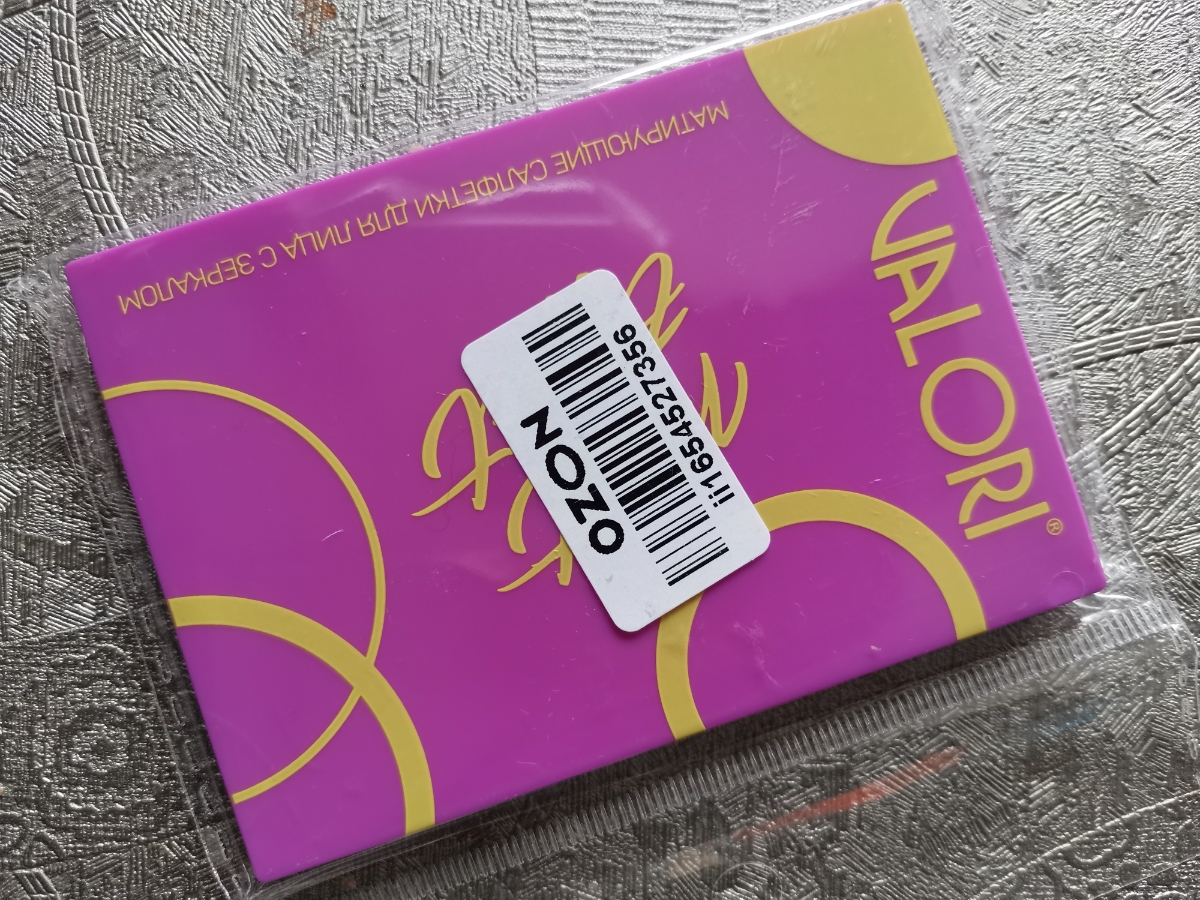 VALORI®
МАТИРУЮЩИЕ САЛФЕТКИ ДЛЯ ЛИЦА С ЗЕРКАЛОМ
OZON
ii1654527356